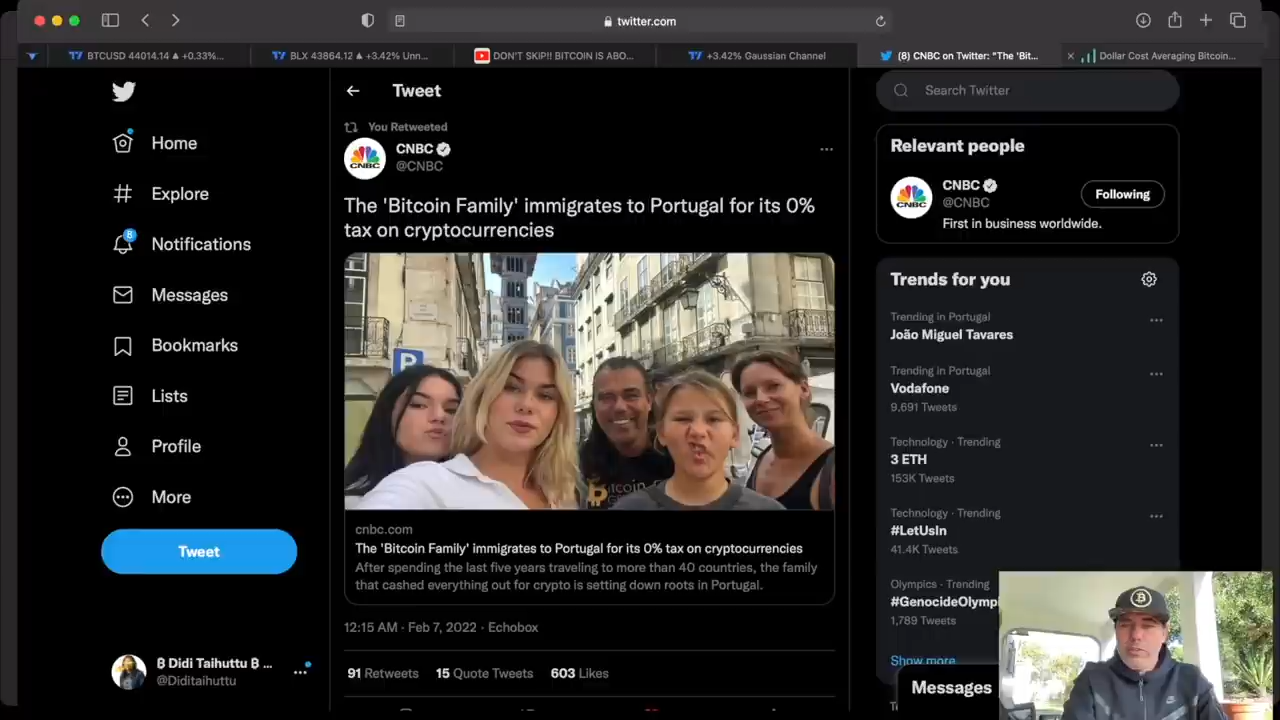 twitter.com
BTCUSD 44014.14 ▲ +0.33%...
BLX 43864.12 ▲ +3.42% Unn...
DON'T SKIP!! BITCOIN IS ABO...
+3.42% Gaussian Channel
(8) CNBC on Twitter: "The 'Bit...
Dollar Cost Averaging Bitcoin...
Home
Explore
8
Notifications
Messages
Bookmarks
Lists
Profile
More
Tweet
₿ Didi Taihuttu ₿ ...
@Diditaihuttu
Tweet
You Retweeted
CNBC
CNBC
@CNBC
The 'Bitcoin Family' immigrates to Portugal for its 0%
tax on cryptocurrencies
P
cnbc.com
The 'Bitcoin Family' immigrates to Portugal for its 0% tax on cryptocurrencies
After spending the last five years traveling to more than 40 countries, the family
that cashed everything out for crypto is setting down roots in Portugal.
12:15 AM · Feb 7, 2022 · Echobox
91 Retweets 15 Quote Tweets 603 Likes
Search Twitter
Relevant people
CNBC
CNBC
@CNBC
Following
First in business worldwide.
Trends for you
Trending in Portugal
João Miguel Tavares
Trending in Portugal
Vodafone
9,691 Tweets
Technology · Trending
3 ETH
153K Tweets
Technology · Trending
#LetUsIn
41.4K Tweets
Olympics · Trending
#GenocideOlympi
1,789 Tweets
Show more
Messages